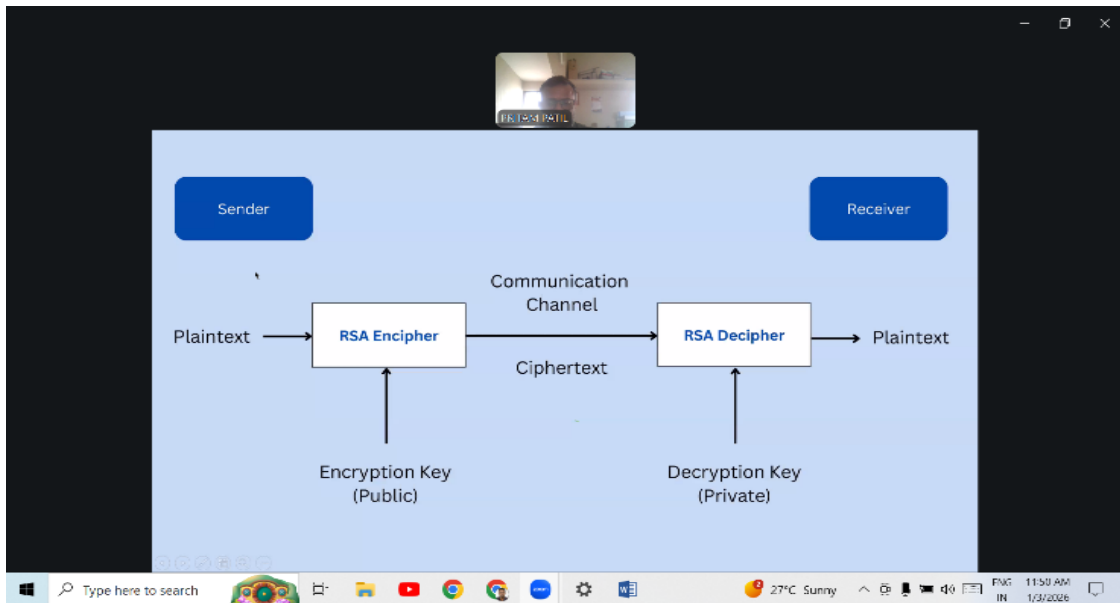 PRITAM PATIL
Sender
Receiver
Communication
Channel
Plaintext
RSA Encipher
RSA Decipher
Plaintext
Ciphertext
Encryption Key
(Public)
Decryption Key
(Private)
Type here to search
2
27°C Sunny
ENG
IN
11:50 AM
1/3/2026